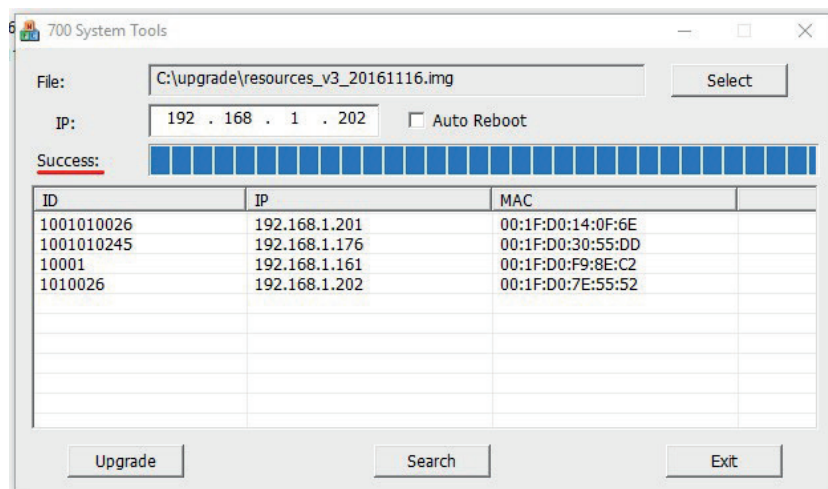 700 System Tools
File: C:\upgrade\resources_v3_20161116.img Select
IP: 192 . 168 . 1 . 202 Auto Reboot
Success:
ID IP MAC
1001010026 192.168.1.201 00:1F:D0:14:0F:6E
1001010245 192.168.1.176 00:1F:D0:30:55:DD
10001 192.168.1.161 00:1F:D0:F9:8E:C2
1010026 192.168.1.202 00:1F:D0:7E:55:52
Upgrade Search Exit